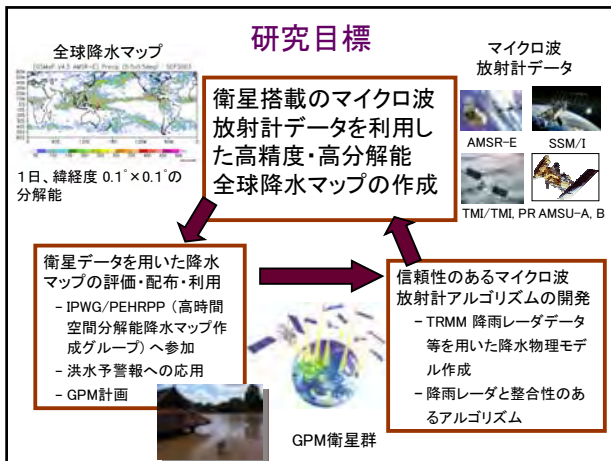 研究目標
全球降水マップ
マイクロ波
放射計データ
衛星搭載のマイクロ波
放射計データを利用し
た高精度・高分解能
全球降水マップの作成
AMSR-E
SSM/I
TMI/TMI, PR AMSU-A, B
1日、緯経度 0.1°×0.1°の
分解能
衛星データを用いた降水
マップの評価・配布・利用
– IPWG/PEHRPP (高時間
空間分解能降水マップ作
成グループ) へ参加
– 洪水予警報への応用
– GPM計画
信頼性のあるマイクロ波
放射計アルゴリズムの開発
– TRMM 降雨レーダデータ
等を用いた降水物理モデ
ル作成
– 降雨レーダと整合性のあ
るアルゴリズム
GPM衛星群